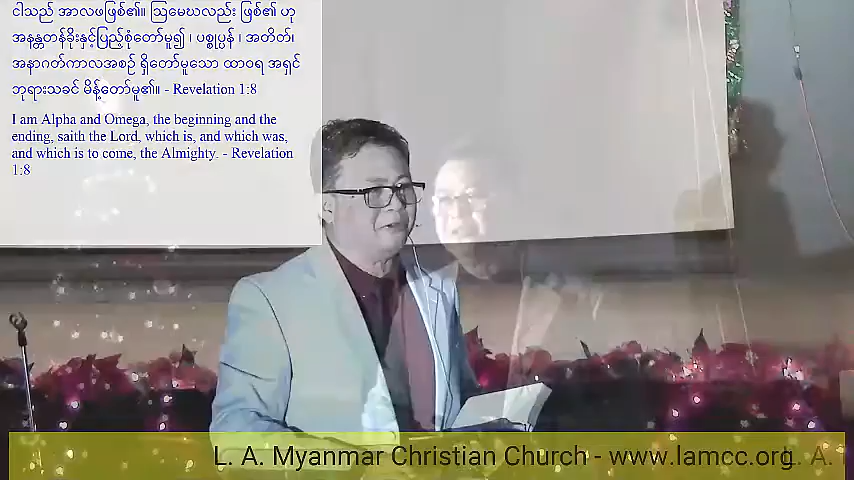 ငါသည် အာလဖဖြစ်၏။ ဩမေဃလည်း ဖြစ်၏ ဟု
အနန္တတန်ခိုးနှင့်ပြည့်စုံတော်မူ၍ ၊ ပစ္စုပ္ပန် ၊ အတိတ်၊
အနာဂတ်ကာလအစဉ် ရှိတော်မူသော ထာဝရ အရှင်
ဘုရားသခင် မိန့်တော်မူ၏။ - Revelation 1:8
I am Alpha and Omega, the beginning and the
ending, saith the Lord, which is, and which was,
and which is to come, the Almighty. - Revelation
1:8
L. A. Myanmar Christian Church - www.lamcc.org
L. A.